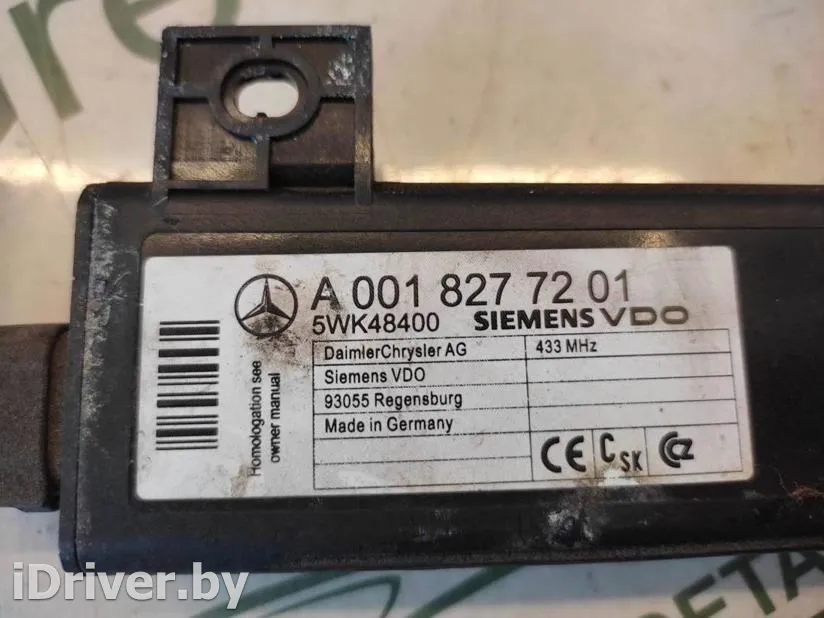 A 001 827 72 01
5WK48400 SIEMENS VDO
DaimlerChrysler AG 433 MHz
Siemens VDO
93055 Regensburg
Made in Germany
Homologation see
owner manual
CE CSK CZ
iDriver.by